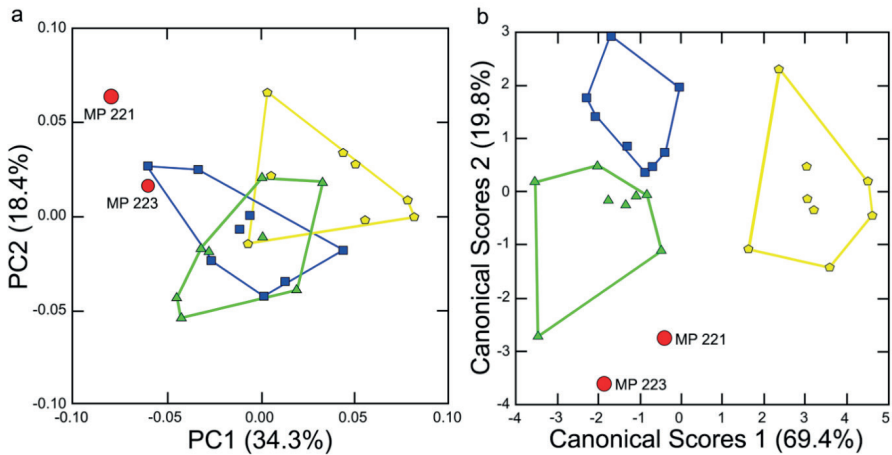 a
0.10
0.05
0.00
-0.05
-0.10
PC2 (18.4%)
MP 221
MP 223
-0.10
-0.05
0.00
0.05
0.10
PC1 (34.3%)
b
3
2
1
0
-1
-2
-3
-4
Canonical Scores 2 (19.8%)
MP 221
MP 223
-4
-3
-2
-1
0
1
2
3
4
5
Canonical Scores 1 (69.4%)